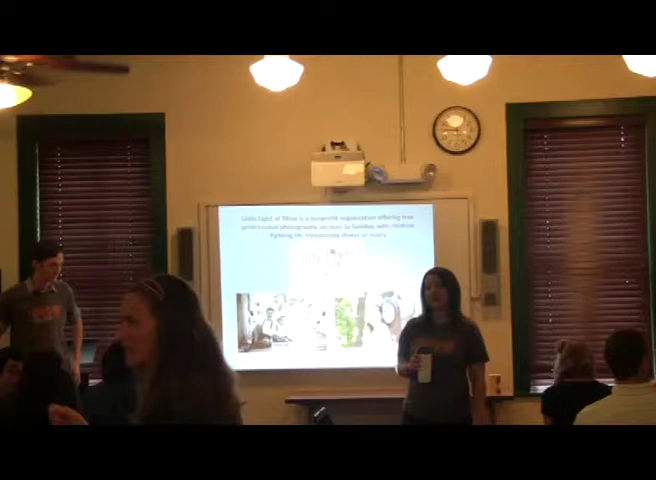 Little Light of Mine is a nonprofit organization offering free
professional photography services to families with children
fighting life threatening illness or injury.